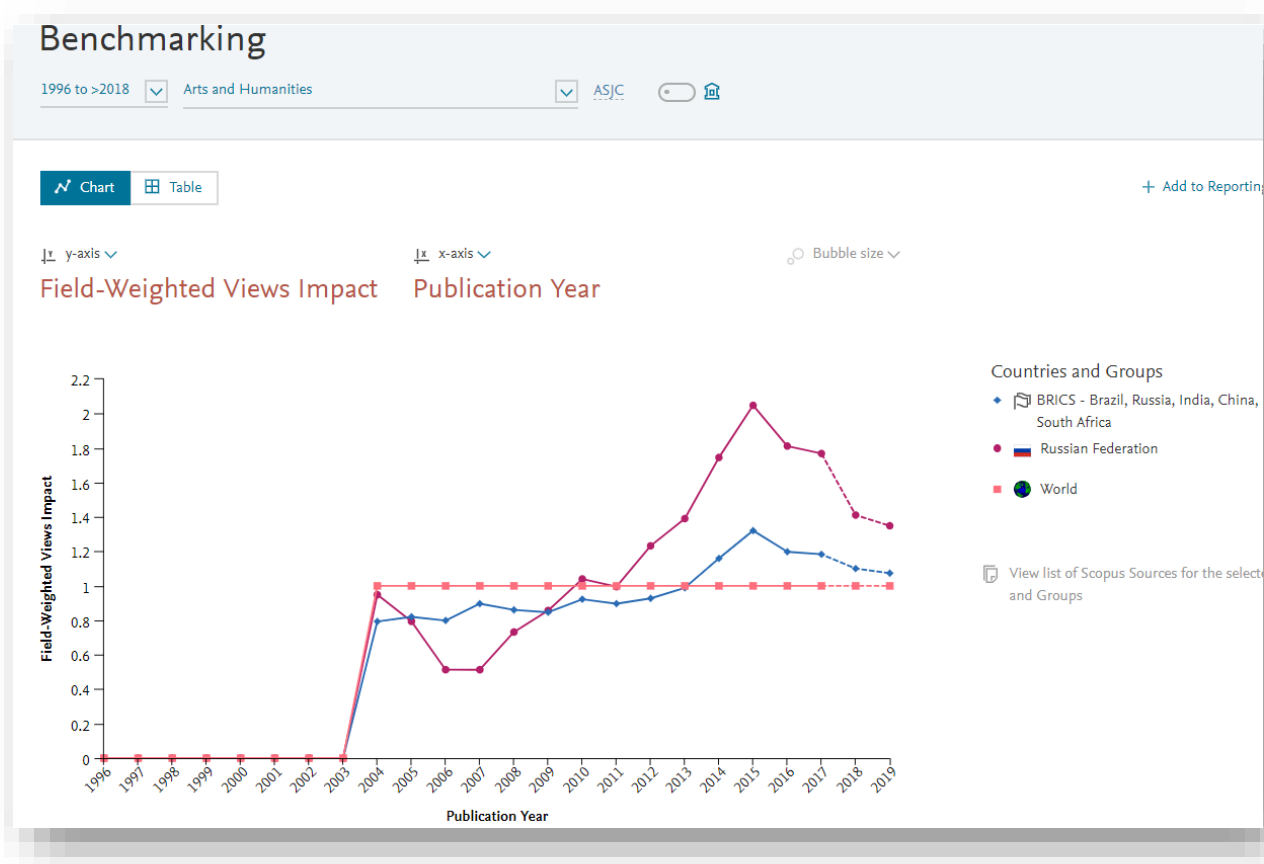 Benchmarking
1996 to >2018 Arts and Humanities ASJC
Chart Table + Add to Reporting
y-axis x-axis Bubble size
Field-Weighted Views Impact Publication Year
Countries and Groups
BRICS - Brazil, Russia, India, China,
South Africa
Russian Federation
World
View list of Scopus Sources for the selecte
and Groups
Field-Weighted Views Impact
2.2
2
1.8
1.6
1.4
1.2
1
0.8
0.6
0.4
0.2
0
1996 1997 1998 1999 2000 2001 2002 2003 2004 2005 2006 2007 2008 2009 2010 2011 2012 2013 2014 2015 2016 2017 2018 2019
Publication Year